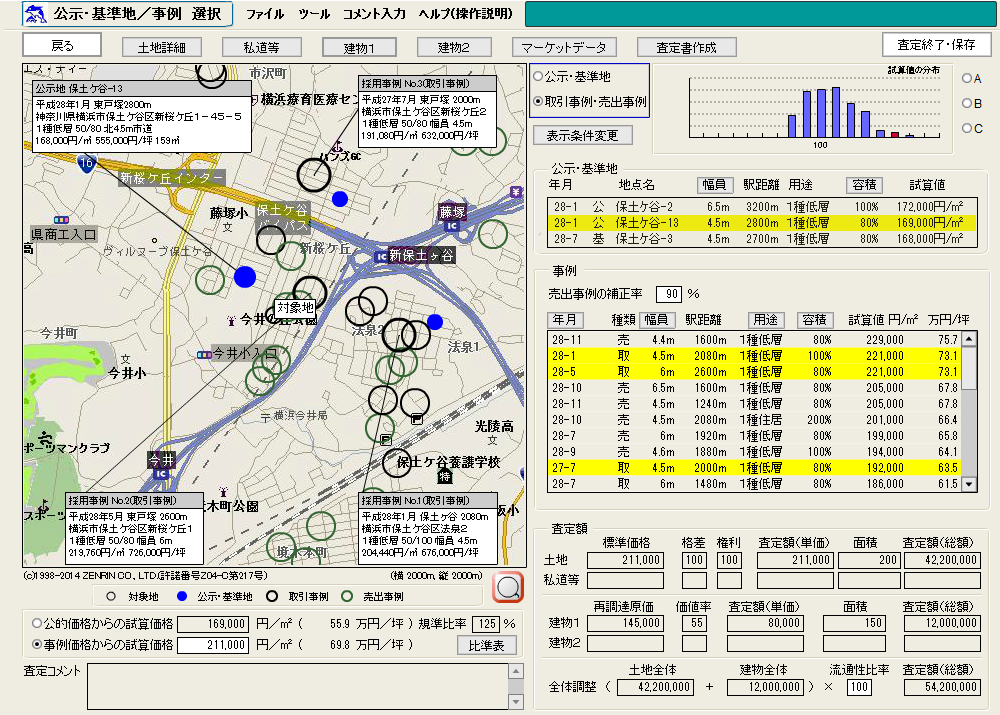 公示・基準地／事例 選択 ファイル ツール コメント入力 ヘルプ(操作説明)
戻る 土地詳細 私道等 建物1 建物2 マーケットデータ 査定書作成 査定終了・保存
エス・ティー
市沢町
公示地 保土ケ谷-13
平成28年1月 東戸塚2800m
神奈川県横浜市保土ケ谷区新桜ケ丘1－45－5
1種低層 50/80 北4.5m市道
168,000円/㎡ 555,000円/坪 159㎡
横浜療育医療セン
採用事例 No.3(取引事例)
平成27年7月 東戸塚 2000m
横浜市保土ケ谷区新桜ケ丘2
1種低層 50/80 幅員 4.5m
191,080円/㎡ 632,000円/坪
16
新桜ケ丘インター
パンズGC
藤塚小
文
保土ケ谷
バイパス
藤塚
IC
県商工入口
高
ヴィルヌーブ保土ケ谷
新桜ケ丘
IC 新保土ケ谷
対象地
今井の丘公園
法泉2
法泉1
今井町
文
今井小
今井小入口
〒横浜今井局
光陵高
文
ポーツマンクラブ
今井
IC
保土ケ谷養護学校
特
スポーツ
採用事例 No.2(取引事例)
平成28年5月 東戸塚 2600m
横浜市保土ケ谷区新桜ケ丘1
1種低層 50/80 幅員 6m
219,760円/㎡ 726,000円/坪
木町公園
境木本町
採用事例 No.1(取引事例)
平成28年1月 保土ケ谷 2080m
横浜市保土ケ谷区法泉2
1種低層 50/100 幅員 4.5m
204,440円/㎡ 676,000円/坪
坂小
(c)1998-2014 ZENRIN CO., LTD.(許諾番号Z04-C第217号) (横 2000m, 縦 2000m)
対象地 公示・基準地 取引事例 売出事例
公的価格からの試算価格 169,000 円／m² ( 55.9 万円／坪 ) 規準比率 125 %
事例価格からの試算価格 211,000 円／m² ( 69.8 万円／坪 ) 比準表
査定コメント
公示・基準地
取引事例・売出事例
表示条件変更
試算値の分布
100
A
B
C
公示・基準地
年月 地点名 幅員 駅距離 用途 容積 試算値
28-1 公 保土ケ谷-2 6.5m 3200m 1種低層 100% 172,000円/m²
28-1 公 保土ケ谷-13 4.5m 2800m 1種低層 80% 169,000円/m²
28-7 基 保土ケ谷-3 4.5m 2700m 1種低層 80% 168,000円/m²
事例
売出事例の補正率 90 %
年月 種類 幅員 駅距離 用途 容積 試算値 円/m² 万円/坪
28-11 売 4.4m 1600m 1種低層 80% 229,000 75.7
28-1 取 4.5m 2080m 1種低層 100% 221,000 73.1
28-5 取 6m 2600m 1種低層 80% 221,000 73.1
28-10 売 6.5m 1600m 1種低層 80% 205,000 67.8
28-11 売 4.5m 1240m 1種低層 80% 205,000 67.8
28-10 売 4.5m 2080m 1種住居 200% 201,000 66.4
28-7 売 6m 1920m 1種低層 80% 199,000 65.8
28-9 売 4.6m 1880m 1種低層 100% 194,000 64.1
27-7 取 4.5m 2000m 1種低層 80% 192,000 63.5
28-7 取 6m 1480m 1種低層 80% 186,000 61.5
査定額
標準価格 格差 権利 査定額(単価) 面積 査定額(総額)
土地 211,000 100 100 211,000 200 42,200,000
私道等
再調達原価 価値率 査定額(単価) 面積 査定額(総額)
建物1 145,000 55 80,000 150 12,000,000
建物2
土地全体 建物全体 流通性比率 査定額(総額)
全体調整 ( 42,200,000 + 12,000,000 ) × 100 54,200,000